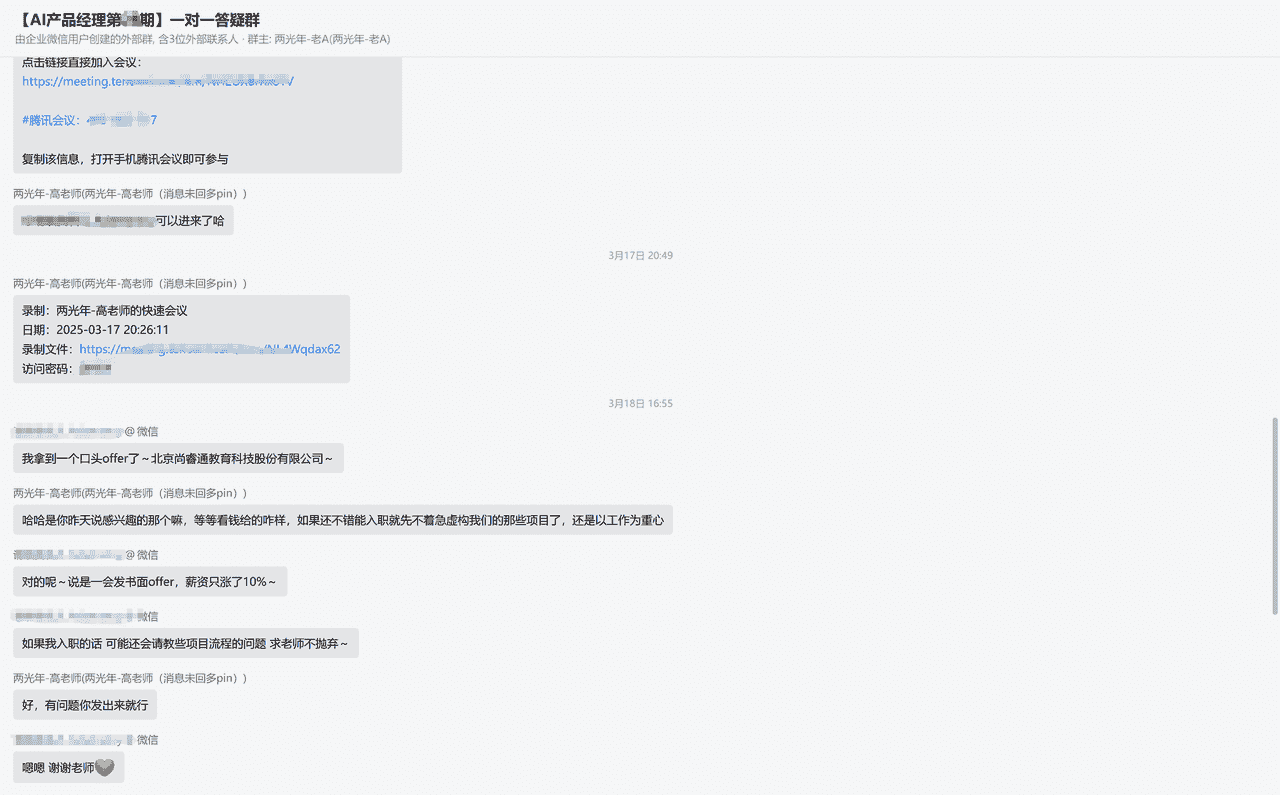 【AI产品经理第 期】一对一答疑群
由企业微信用户创建的外部群, 含3位外部联系人 · 群主: 两光年-老A(两光年-老A)
点击链接直接加入会议：
https://meeting.ten
#腾讯会议： 7
复制该信息，打开手机腾讯会议即可参与
两光年-高老师(两光年-高老师（消息未回多pin）)
可以进来了哈
3月17日 20:49
两光年-高老师(两光年-高老师（消息未回多pin）)
录制：两光年-高老师的快速会议
日期：2025-03-17 20:26:11
录制文件：https://m Wqdax62
访问密码：
3月18日 16:55
@ 微信
我拿到一个口头offer了～北京尚睿通教育科技股份有限公司～
两光年-高老师(两光年-高老师（消息未回多pin）)
哈哈是你昨天说感兴趣的那个嘛，等等看钱给的咋样，如果还不错能入职就先不着急虚构我们的那些项目了，还是以工作为重心
@ 微信
对的呢～说是一会发书面offer，薪资只涨了10%～
微信
如果我入职的话 可能还会请教些项目流程的问题 求老师不抛弃～
两光年-高老师(两光年-高老师（消息未回多pin）)
好，有问题你发出来就行
微信
嗯嗯 谢谢老师